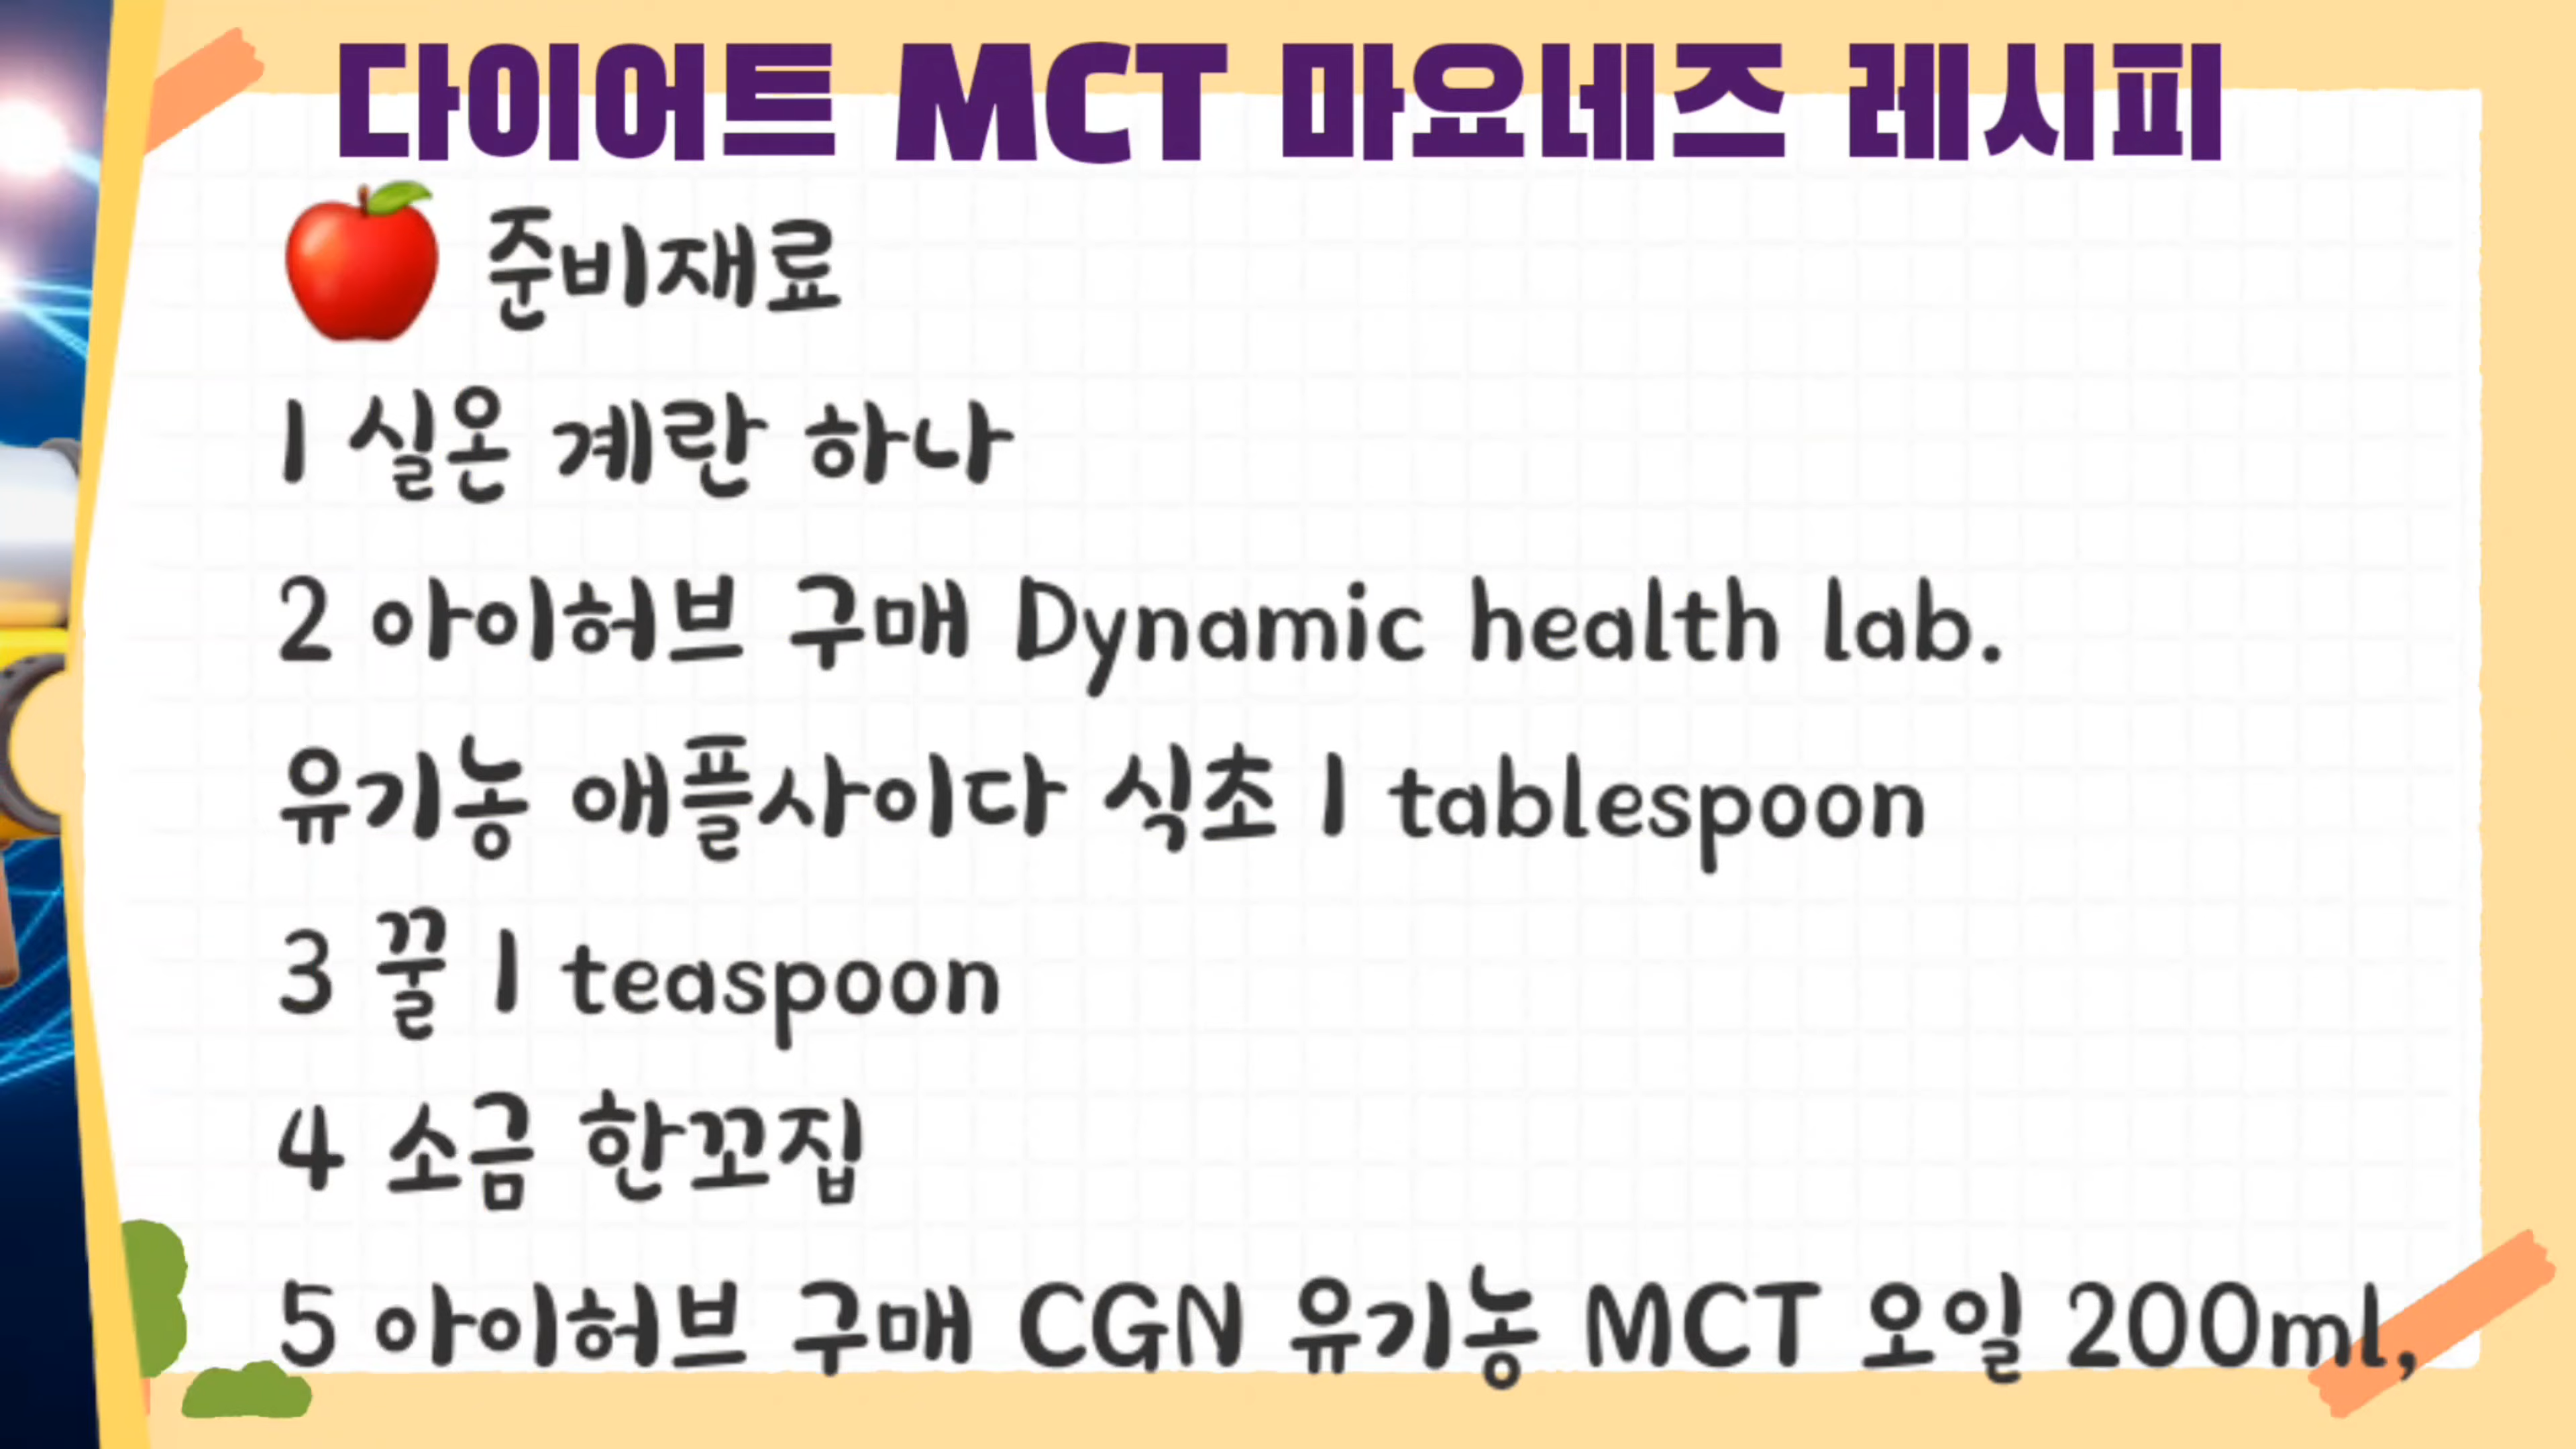 다이어트 MCT 마요네즈 레시피
준비재료
1 실온 계란 하나
2 아이허브 구매 Dynamic health lab.
유기농 애플사이다 식초 1 tablespoon
3 꿀 1 teaspoon
4 소금 한꼬집
5 아이허브 구매 CGN 유기농 MCT 오일 200ml,